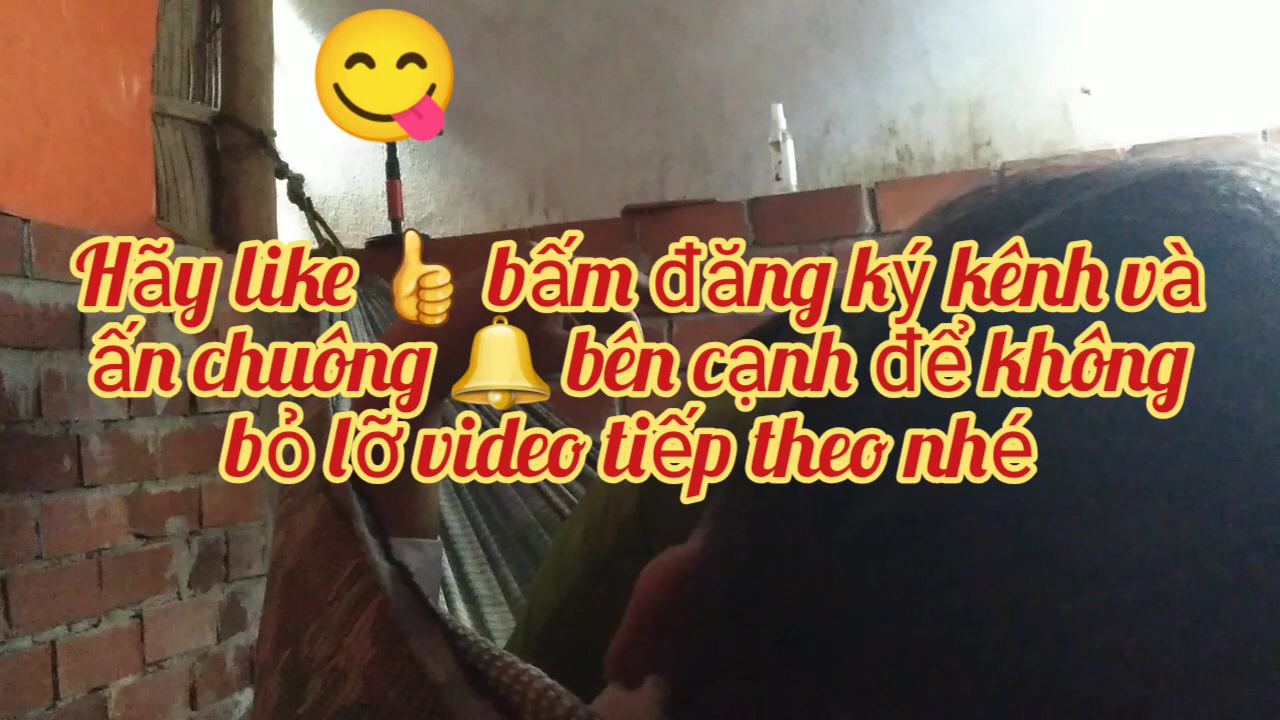 Hãy like 👍 bấm đăng ký kênh và
ấn chuông 🔔 bên cạnh để không
bỏ lỡ video tiếp theo nhé